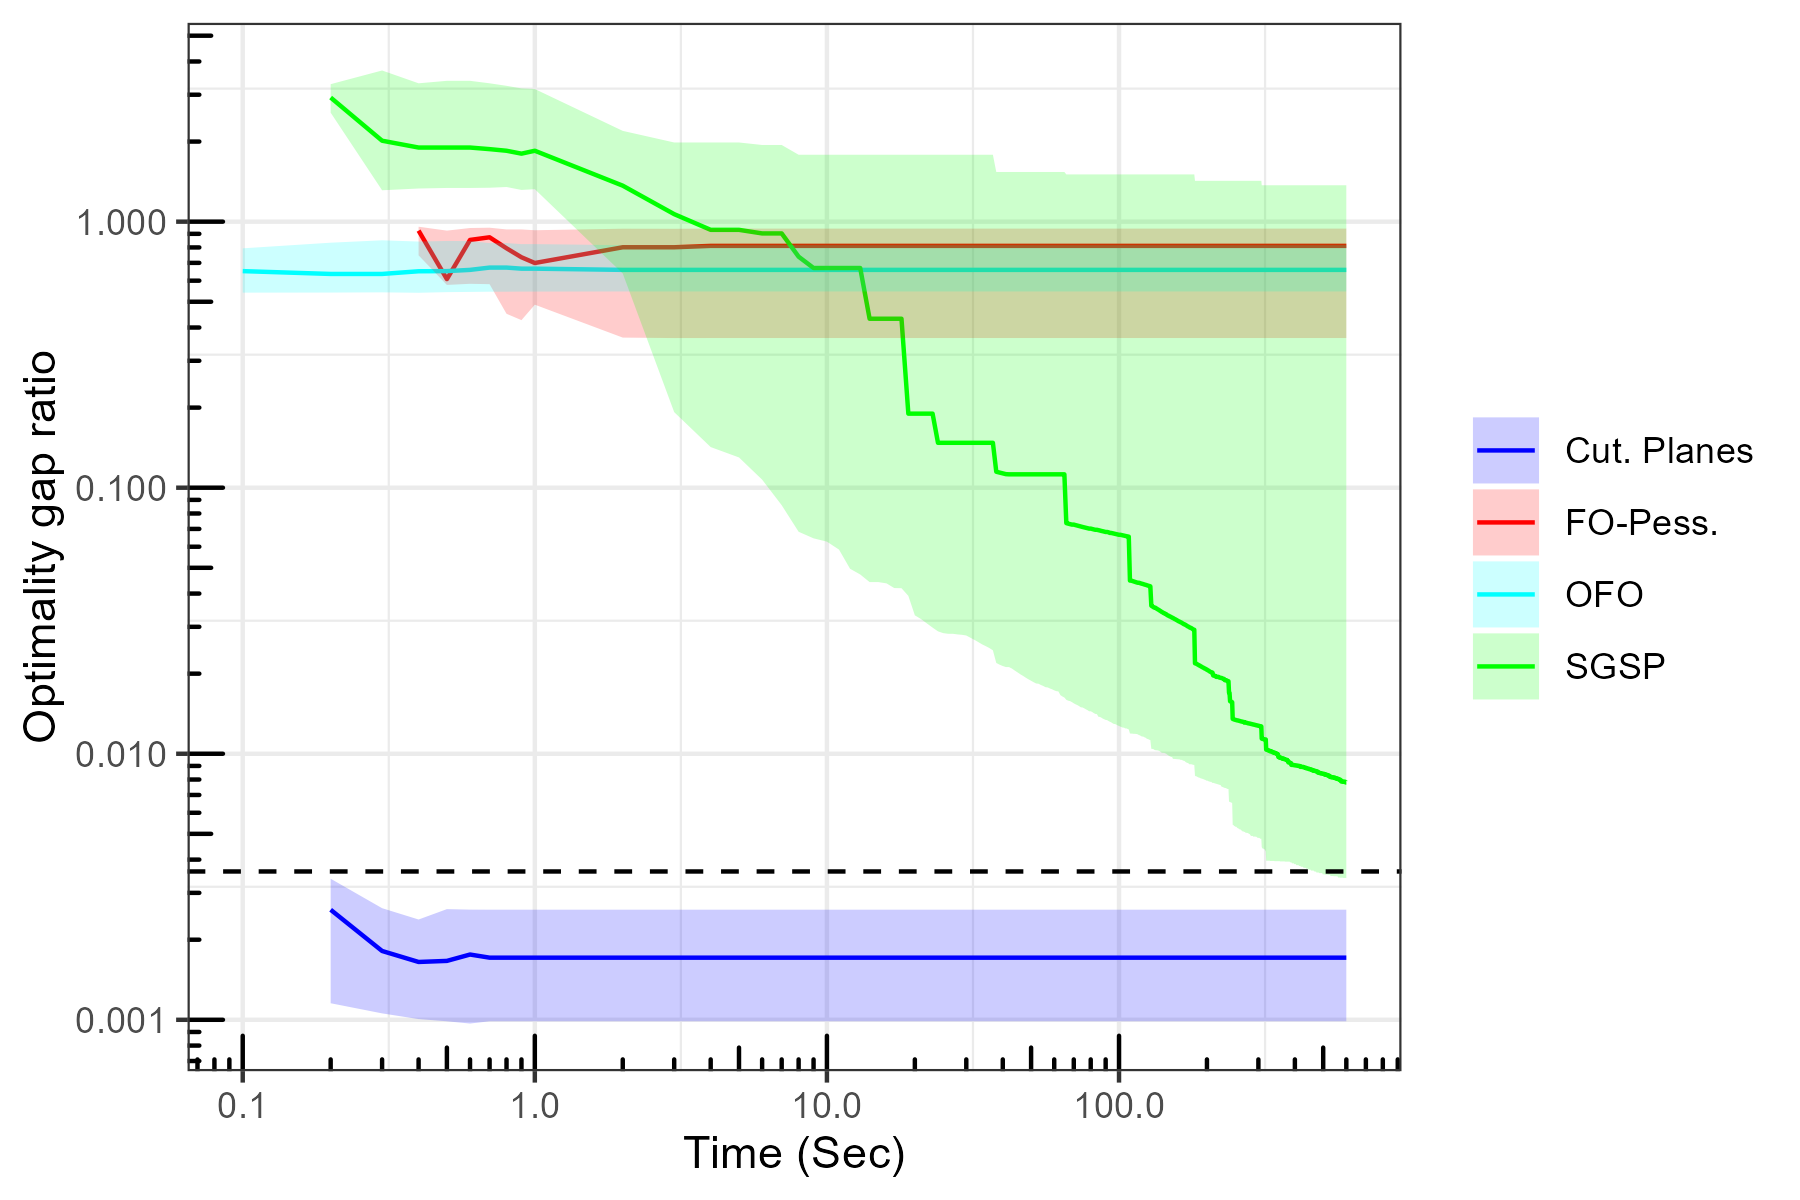 Optimality gap ratio
1.000
0.100
0.010
0.001
0.1
1.0
10.0
100.0
Time (Sec)
Cut. Planes
FO-Pess.
OFO
SGSP